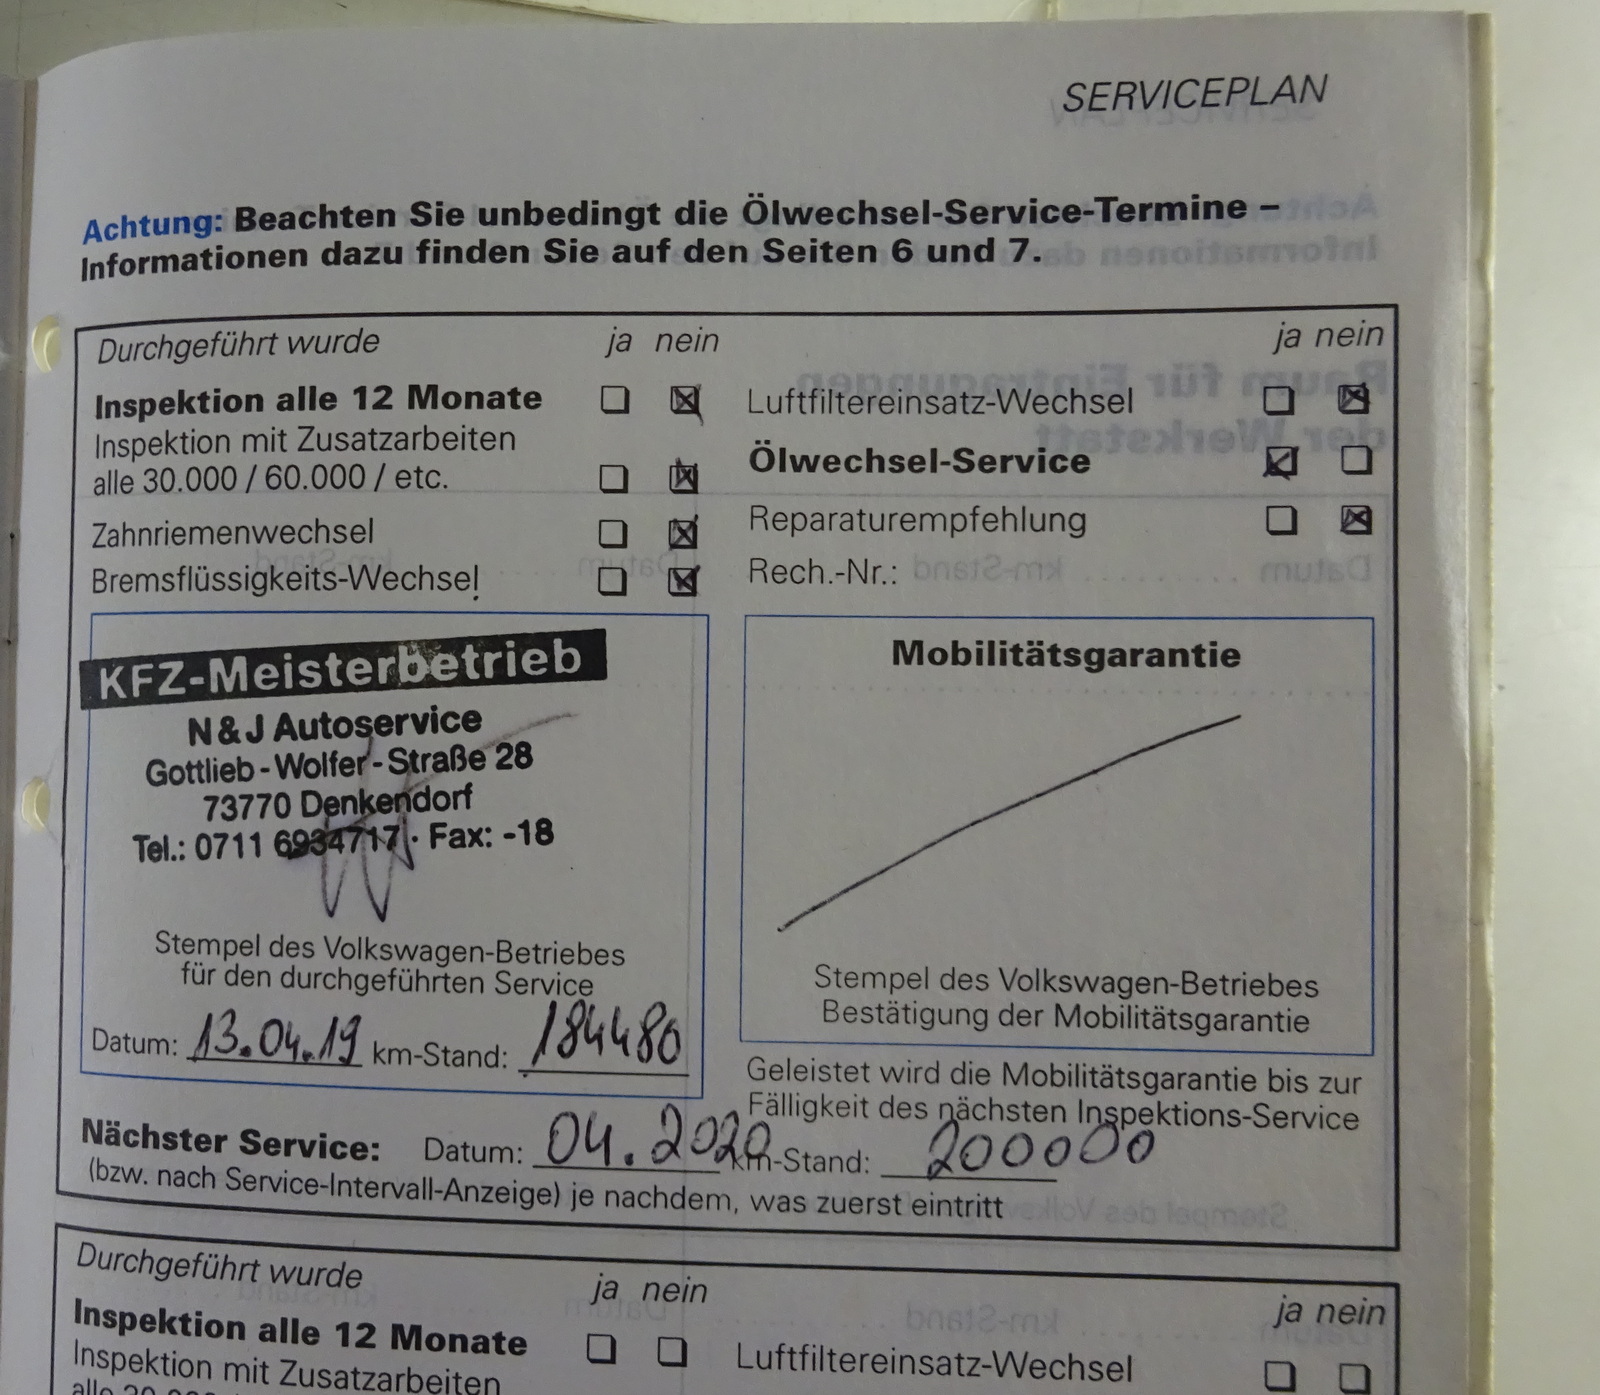 SERVICEPLAN
Achtung: Beachten Sie unbedingt die Ölwechsel-Service-Termine –
Informationen dazu finden Sie auf den Seiten 6 und 7.
Durchgeführt wurde ja nein ja nein
Inspektion alle 12 Monate Luftfiltereinsatz-Wechsel
Inspektion mit Zusatzarbeiten
alle 30.000 / 60.000 / etc.
Ölwechsel-Service
Zahnriemenwechsel
Reparaturempfehlung
Bremsflüssigkeits-Wechsel
Rech.-Nr.:
KFZ-Meisterbetrieb
N & J Autoservice
Gottlieb - Wolfer - Straße 28
73770 Denkendorf
Tel.: 0711 6934717 · Fax: -18
Stempel des Volkswagen-Betriebes
für den durchgeführten Service
Datum: 13.04.19 km-Stand: 184480
Mobilitätsgarantie
Stempel des Volkswagen-Betriebes
Bestätigung der Mobilitätsgarantie
Geleistet wird die Mobilitätsgarantie bis zur
Fälligkeit des nächsten Inspektions-Service
Nächster Service: Datum: 04.2020 km-Stand: 200000
(bzw. nach Service-Intervall-Anzeige) je nachdem, was zuerst eintritt
Durchgeführt wurde ja nein ja nein
Inspektion alle 12 Monate Luftfiltereinsatz-Wechsel
Inspektion mit Zusatzarbeiten